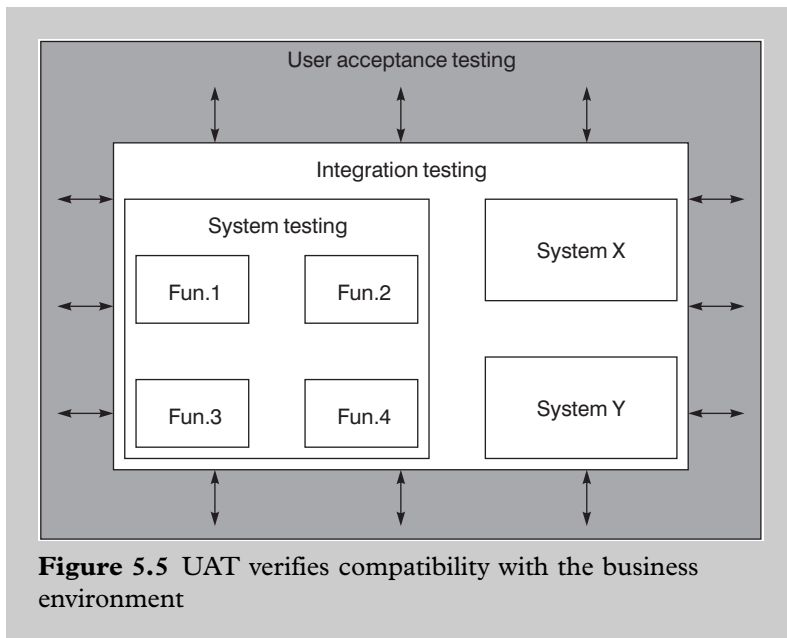 User acceptance testing
Integration testing
System testing
System X
Fun.1
Fun.2
Fun.3
Fun.4
System Y
Figure 5.5 UAT verifies compatibility with the business
environment